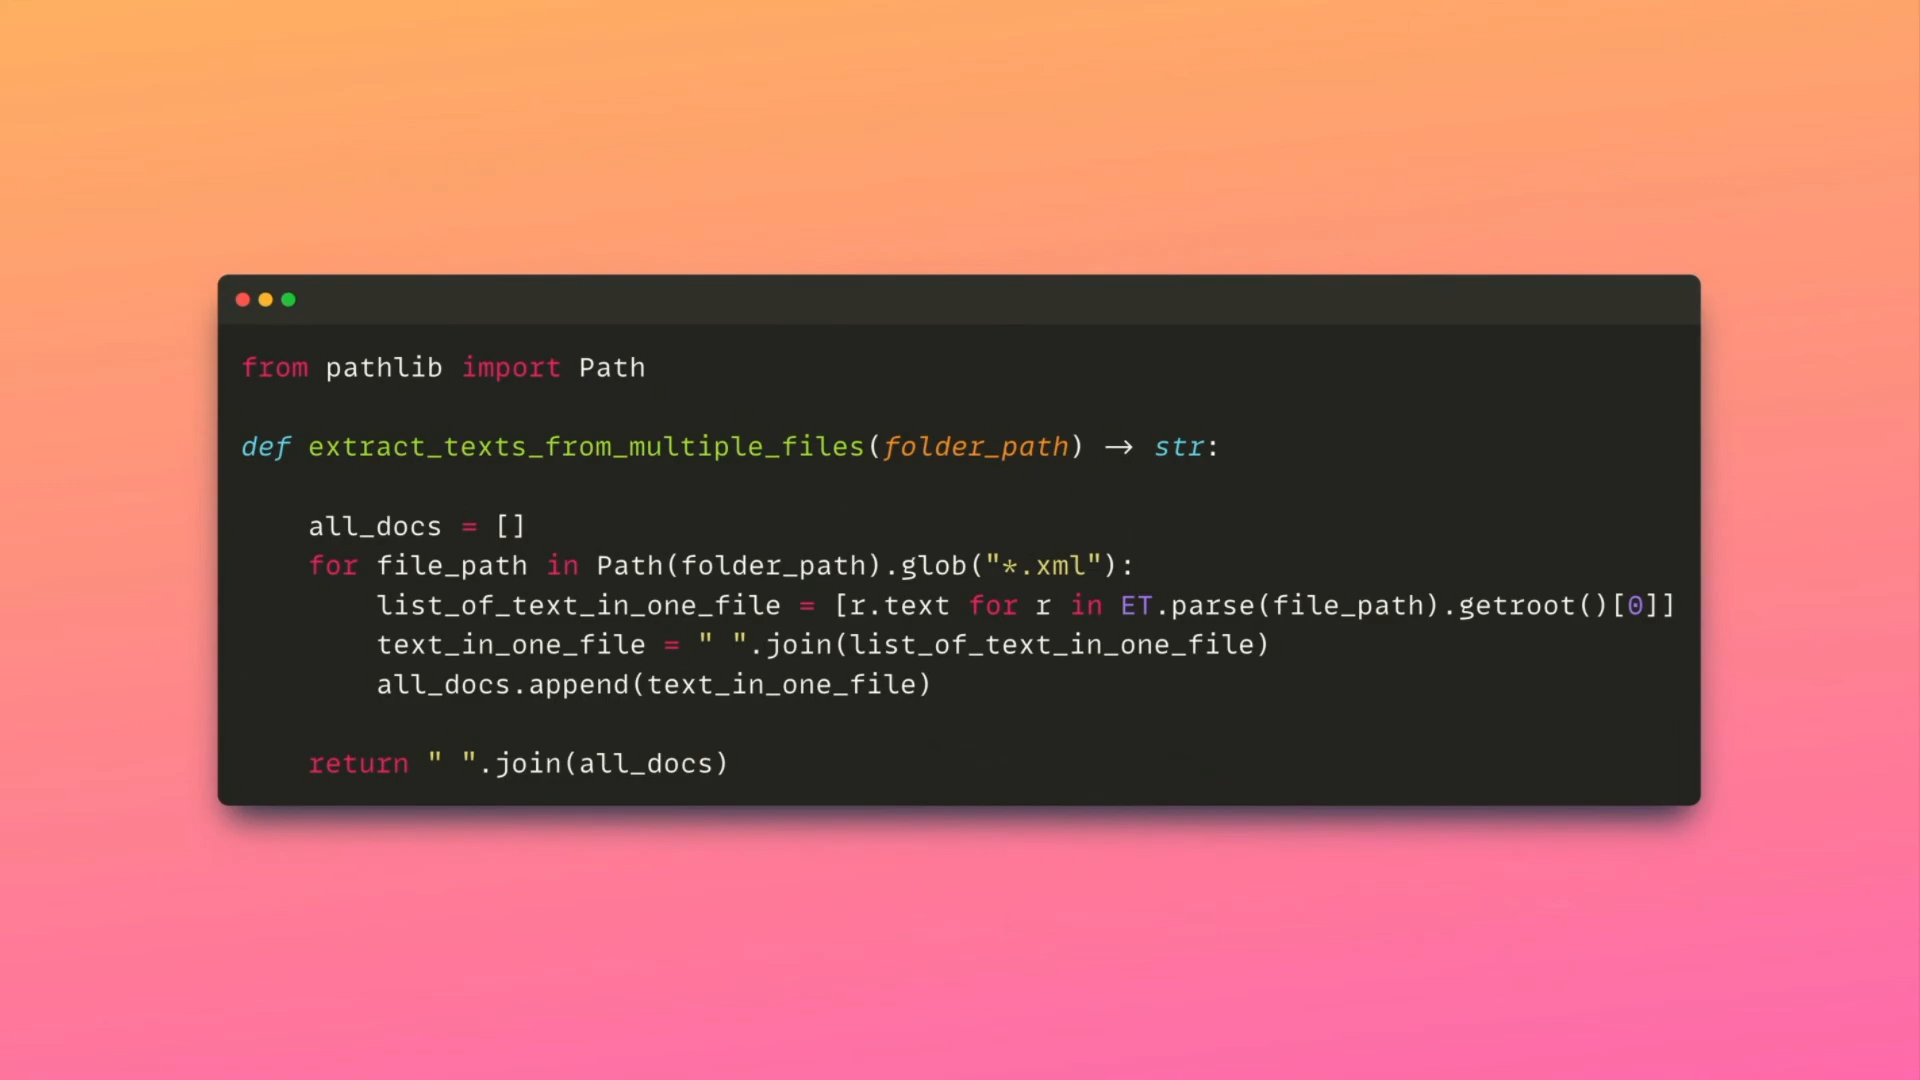 from pathlib import Path
def extract_texts_from_multiple_files(folder_path) → str:
all_docs = []
for file_path in Path(folder_path).glob("*.xml"):
list_of_text_in_one_file = [r.text for r in ET.parse(file_path).getroot()[0]]
text_in_one_file = " ".join(list_of_text_in_one_file)
all_docs.append(text_in_one_file)
return " ".join(all_docs)